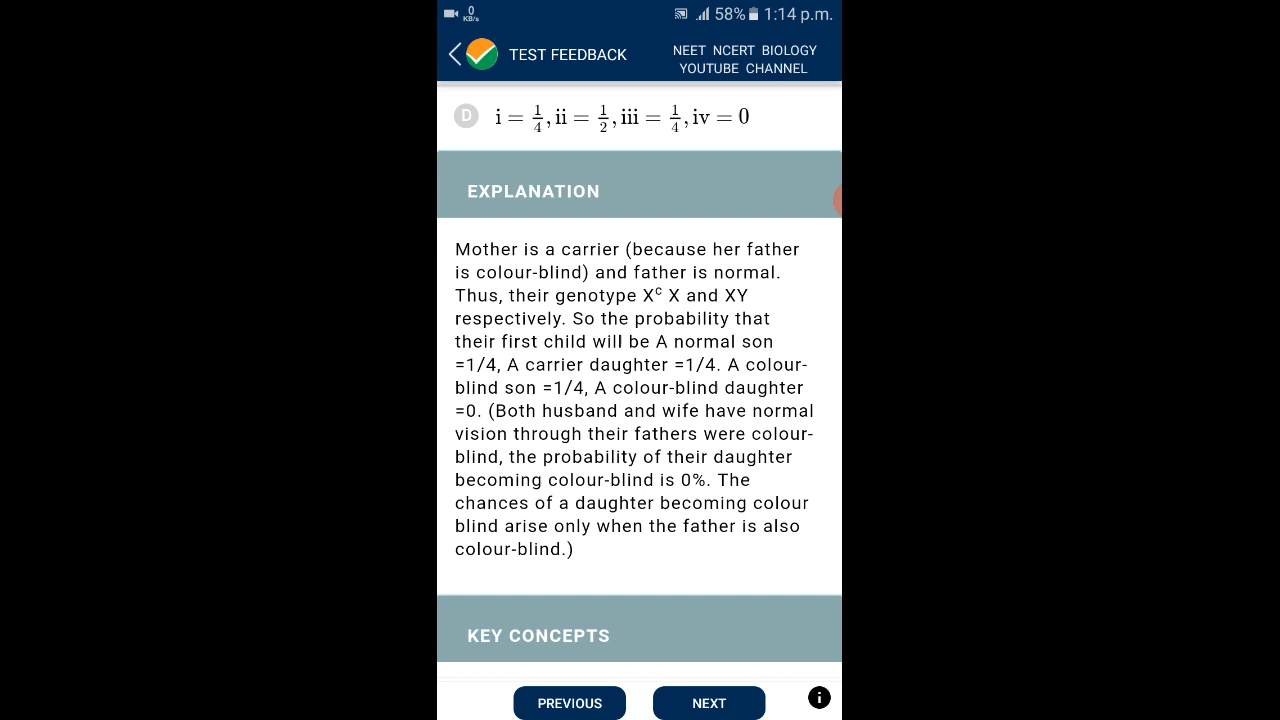 0
KB/s
58% 1:14 p.m.
TEST FEEDBACK
NEET NCERT BIOLOGY
YOUTUBE CHANNEL
D i = 1/4, ii = 1/2, iii = 1/4, iv = 0
EXPLANATION
Mother is a carrier (because her father
is colour-blind) and father is normal.
Thus, their genotype Xᶜ X and XY
respectively. So the probability that
their first child will be A normal son
=1/4, A carrier daughter =1/4. A colour-
blind son =1/4, A colour-blind daughter
=0. (Both husband and wife have normal
vision through their fathers were colour-
blind, the probability of their daughter
becoming colour-blind is 0%. The
chances of a daughter becoming colour
blind arise only when the father is also
colour-blind.)
KEY CONCEPTS
PREVIOUS
NEXT
i